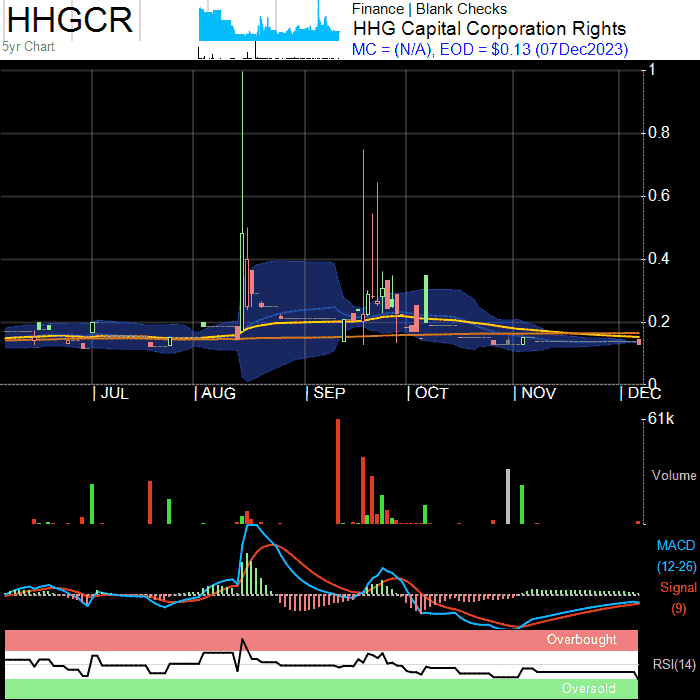 HHGCR
5yr Chart
Finance | Blank Checks
HHG Capital Corporation Rights
MC = (N/A), EOD = $0.13 (07Dec2023)
1
0.8
0.6
0.4
0.2
0
JUL AUG SEP OCT NOV DEC
61k
Volume
MACD
(12-26)
Signal
(9)
Overbought
RSI(14)
Oversold